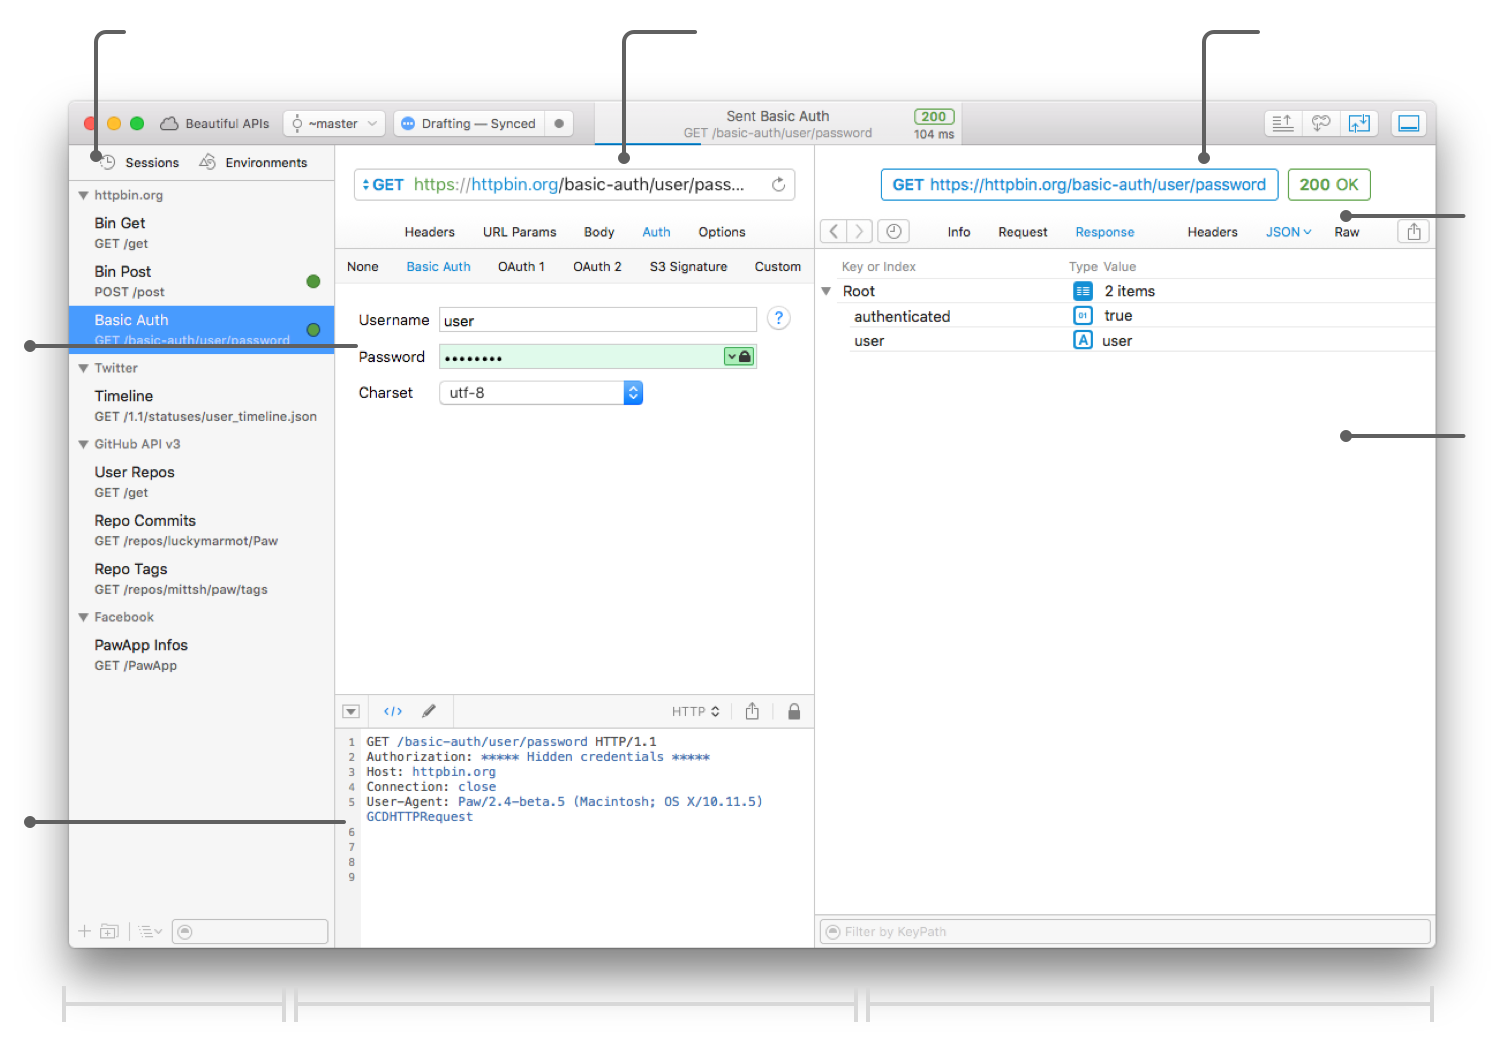 Beautiful APIs
~master
Drafting — Synced
Sent Basic Auth
GET /basic-auth/user/password
200
104 ms
Sessions
Environments
httpbin.org
Bin Get
GET /get
Bin Post
POST /post
Basic Auth
GET /basic-auth/user/password
Twitter
Timeline
GET /1.1/statuses/user_timeline.json
GitHub API v3
User Repos
GET /get
Repo Commits
GET /repos/luckymarmot/Paw
Repo Tags
GET /repos/mittsh/paw/tags
Facebook
PawApp Infos
GET /PawApp
GET https://httpbin.org/basic-auth/user/pass...
Headers URL Params Body Auth Options
None Basic Auth OAuth 1 OAuth 2 S3 Signature Custom
Username user ?
Password ••••••••
Charset utf-8
HTTP
1 GET /basic-auth/user/password HTTP/1.1
2 Authorization: ***** Hidden credentials *****
3 Host: httpbin.org
4 Connection: close
5 User-Agent: Paw/2.4-beta.5 (Macintosh; OS X/10.11.5)
GCDHTTPRequest
6
7
8
9
GET https://httpbin.org/basic-auth/user/password
200 OK
Info Request Response Headers JSON Raw
Key or Index Type Value
Root 2 items
authenticated 01 true
user A user
Filter by KeyPath